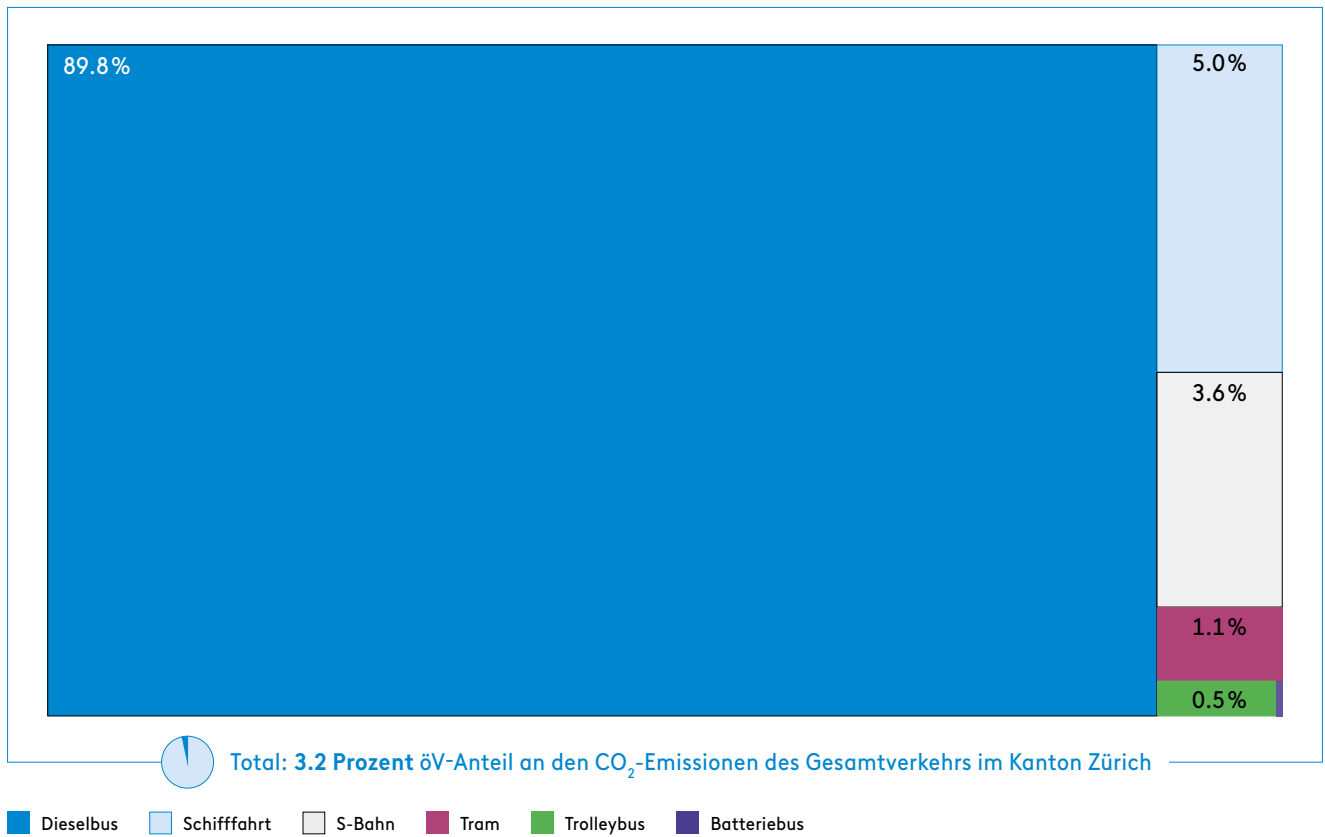 89.8%
5.0%
3.6%
1.1%
0.5%
Total: 3.2 Prozent öV-Anteil an den CO₂-Emissionen des Gesamtverkehrs im Kanton Zürich
Dieselbus Schifffahrt S-Bahn Tram Trolleybus Batteriebus